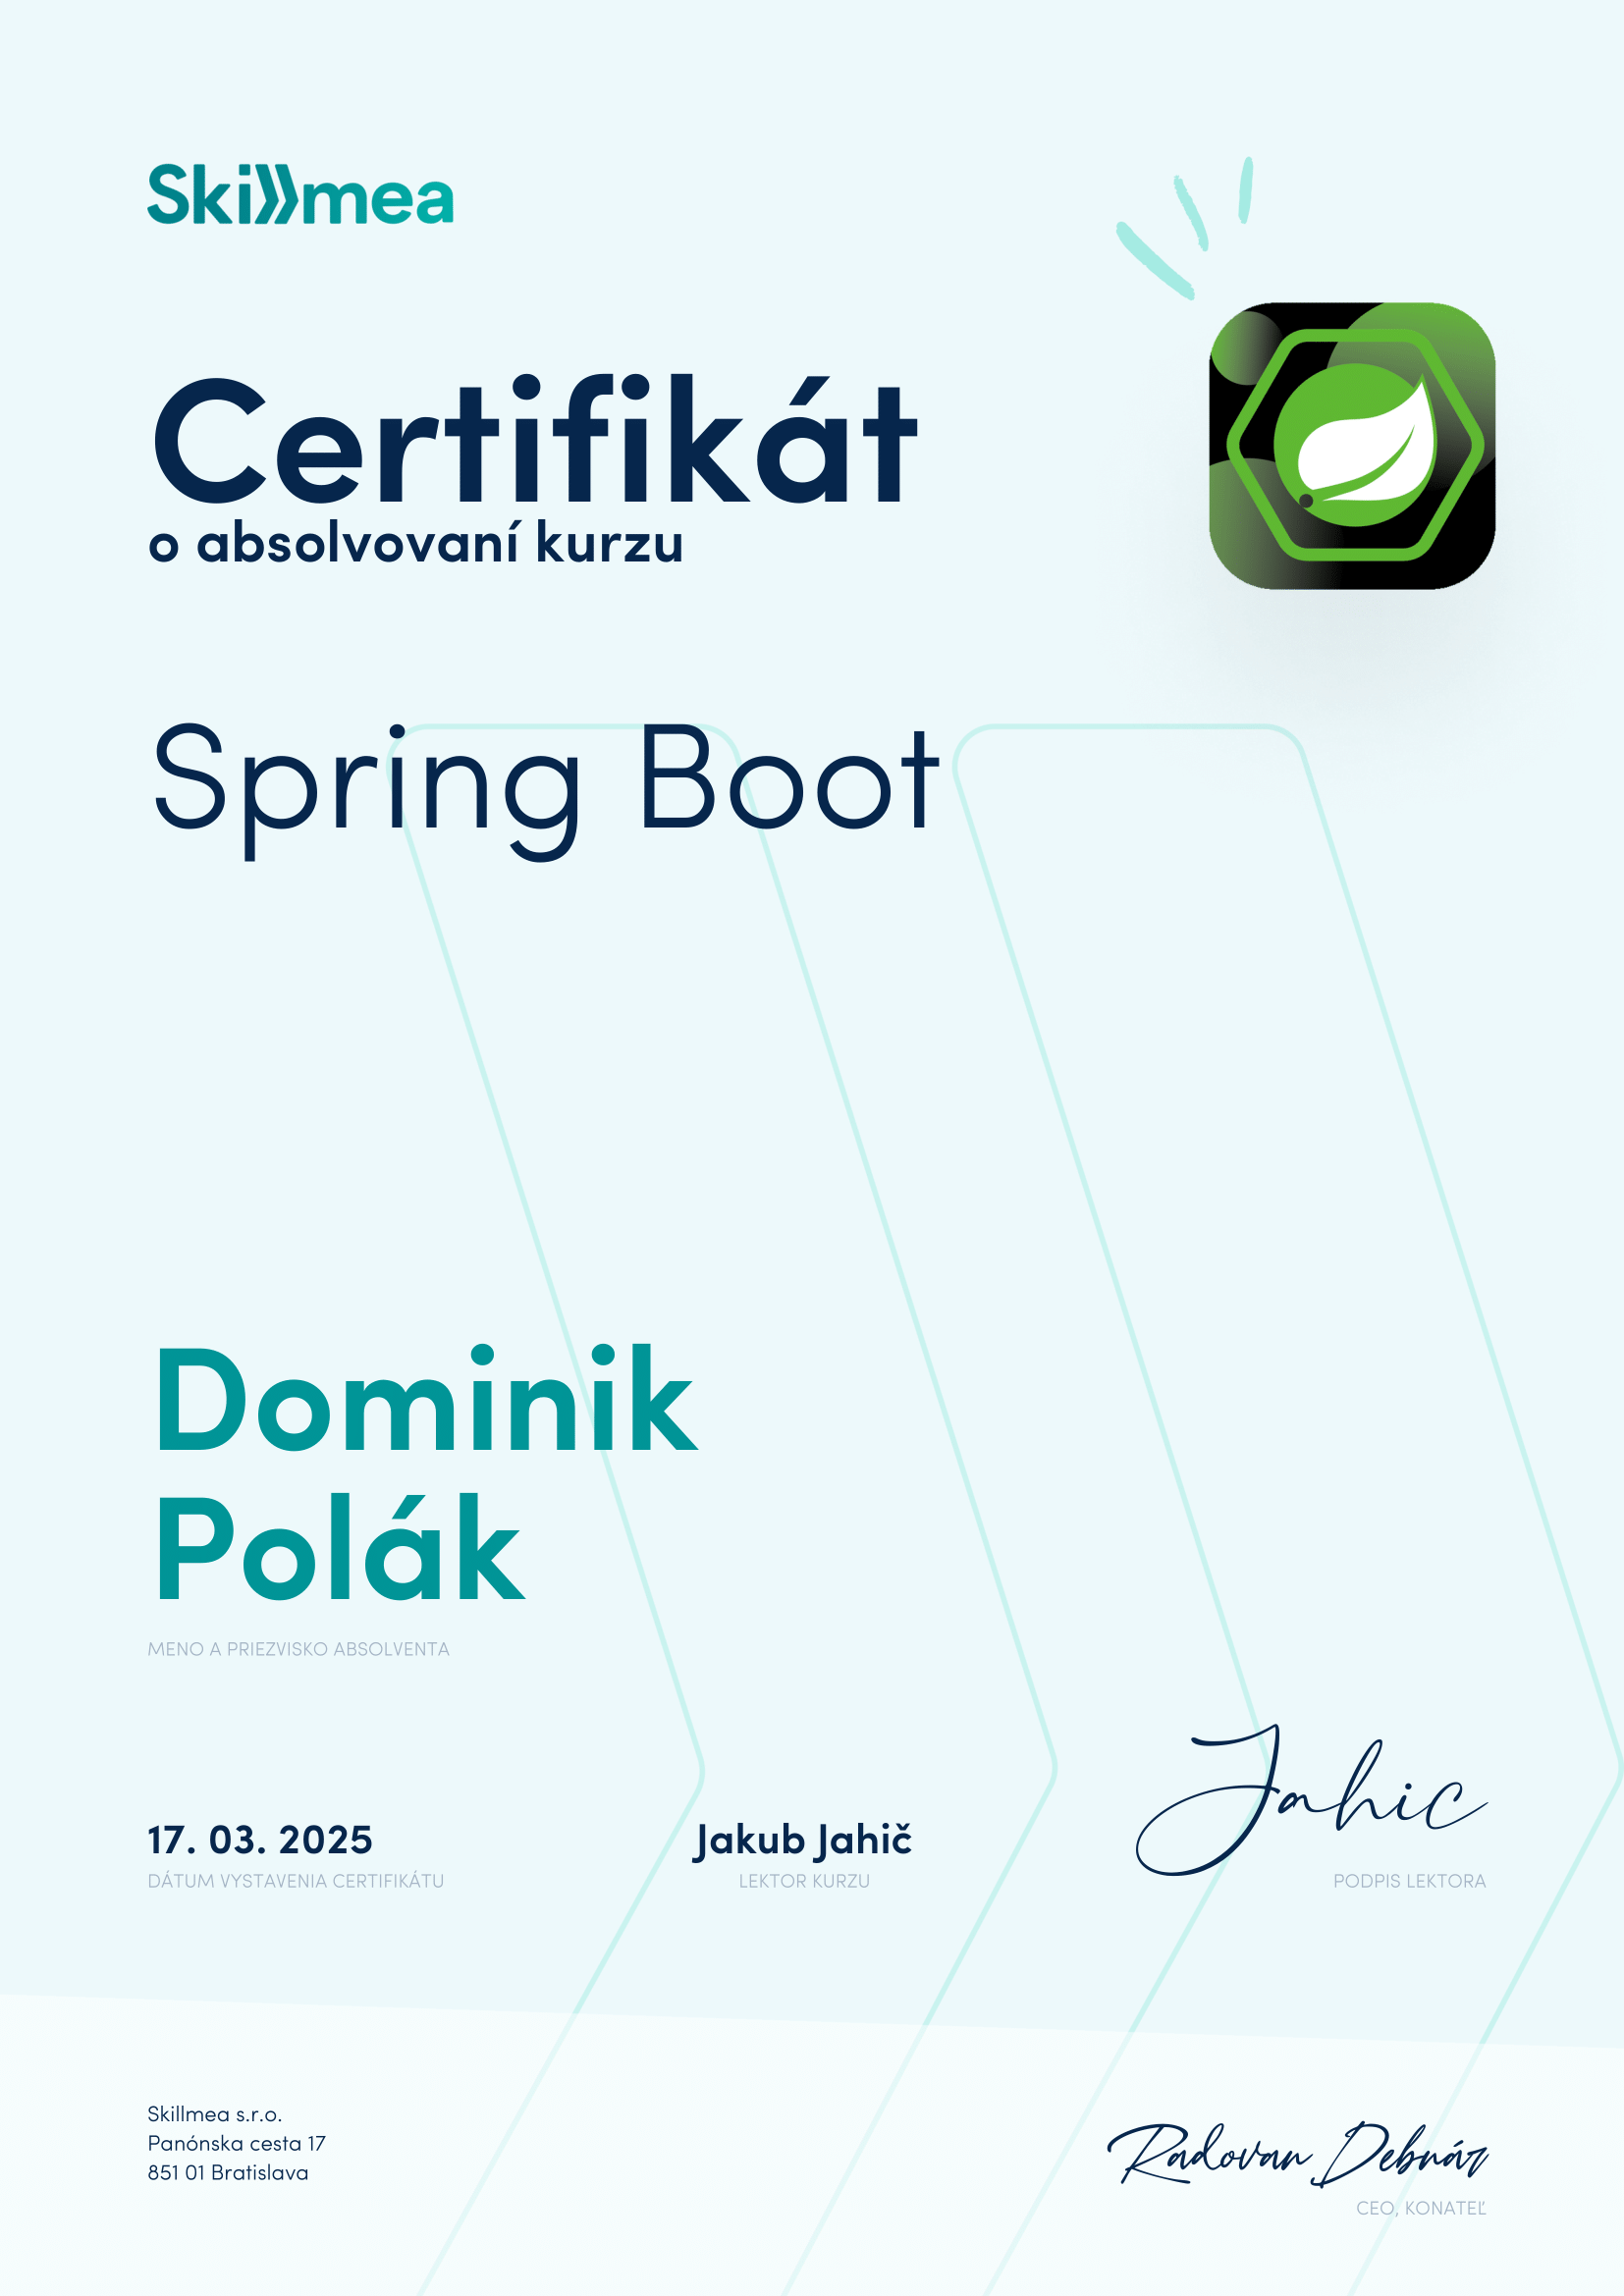 Skillmea
Certifikát
o absolvovaní kurzu
Spring Boot
Dominik
Polák
MENO A PRIEZVISKO ABSOLVENTA
Jahic
17. 03. 2025
Jakub Jahič
DÁTUM VYSTAVENIA CERTIFIKÁTU
LEKTOR KURZU
PODPIS LEKTORA
Skillmea s.r.o.
Panónska cesta 17
851 01 Bratislava
Radovan Debnár
CEO, KONATEĽ